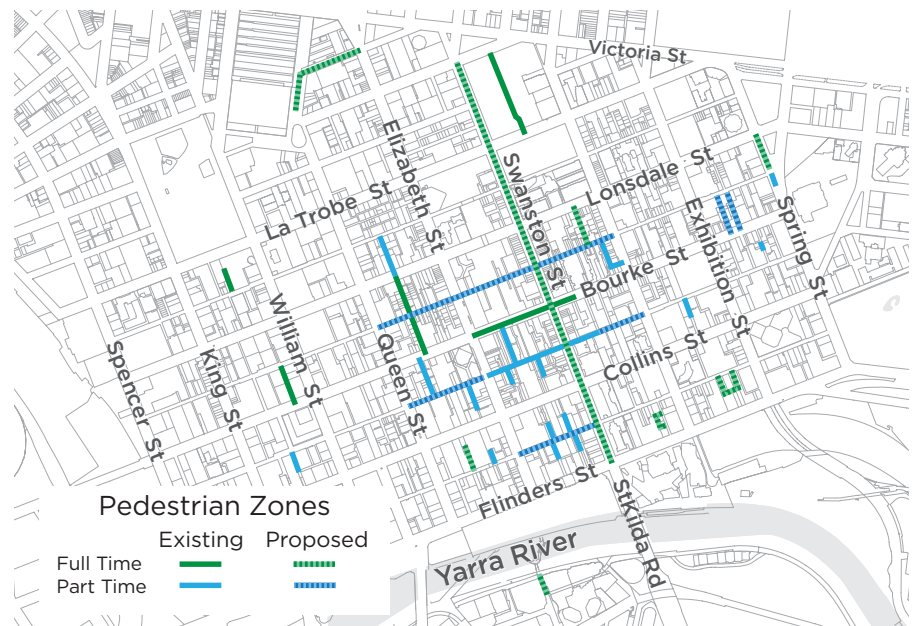 Victoria St
Elizabeth St
Swanston St
Lonsdale St
La Trobe St
Exhibition St
Spring St
Bourke St
William St
Queen St
King St
Spencer St
Collins St
Flinders St
StKilda Rd
Yarra River
Pedestrian Zones
Existing Proposed
Full Time
Part Time